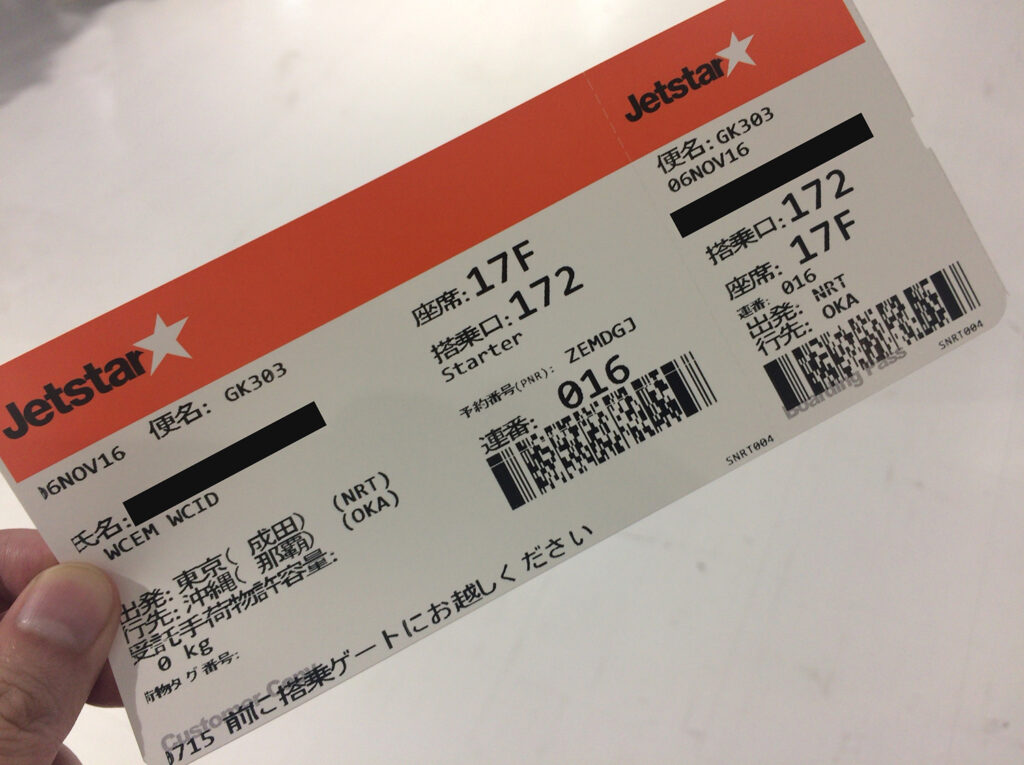 Jetstar
便名: GK303
06NOV16
氏名:
WCEM WCID
出発: 東京( 成田) (NRT)
行先: 沖縄( 那覇) (OKA)
受託手荷物許容量:
0 kg
荷物タグ番号:
Customer Copy
0715 前にご搭乗ゲートにお越しください
座席: 17F
搭乗口: 172
Starter
予約番号(PNR): ZEMDGJ
連番: 016
SNRT004
Jetstar
便名: GK303
06NOV16
搭乗口: 172
座席: 17F
連番: 016
出発: NRT
行先: OKA
Boarding Pass
SNRT004